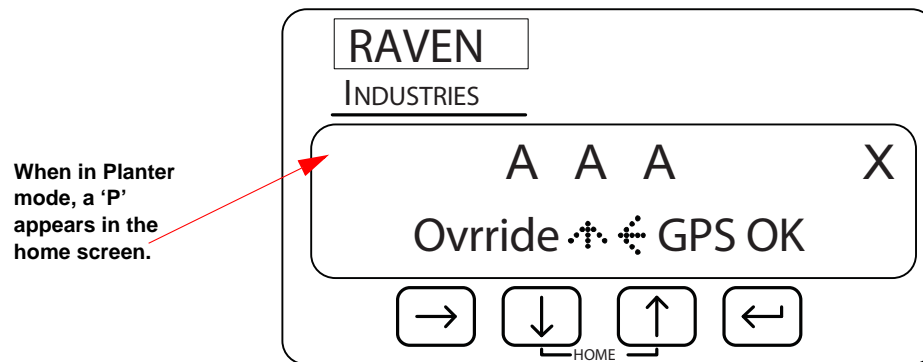 RAVEN
INDUSTRIES
When in Planter
mode, a ‘P’
appears in the
home screen.
A A A X
Ovrride GPS OK
HOME